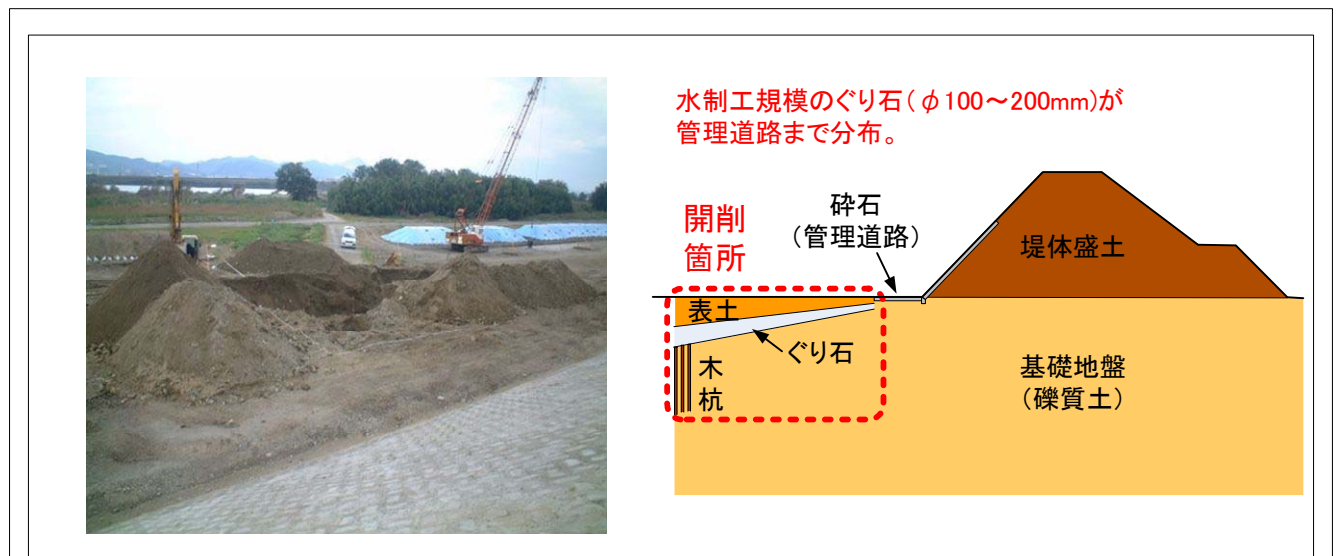 水制工規模のぐり石(φ100～200mm)が
管理道路まで分布。
開削
箇所
砕石
(管理道路)
堤体盛土
表土
ぐり石
木
杭
基礎地盤
(礫質土)